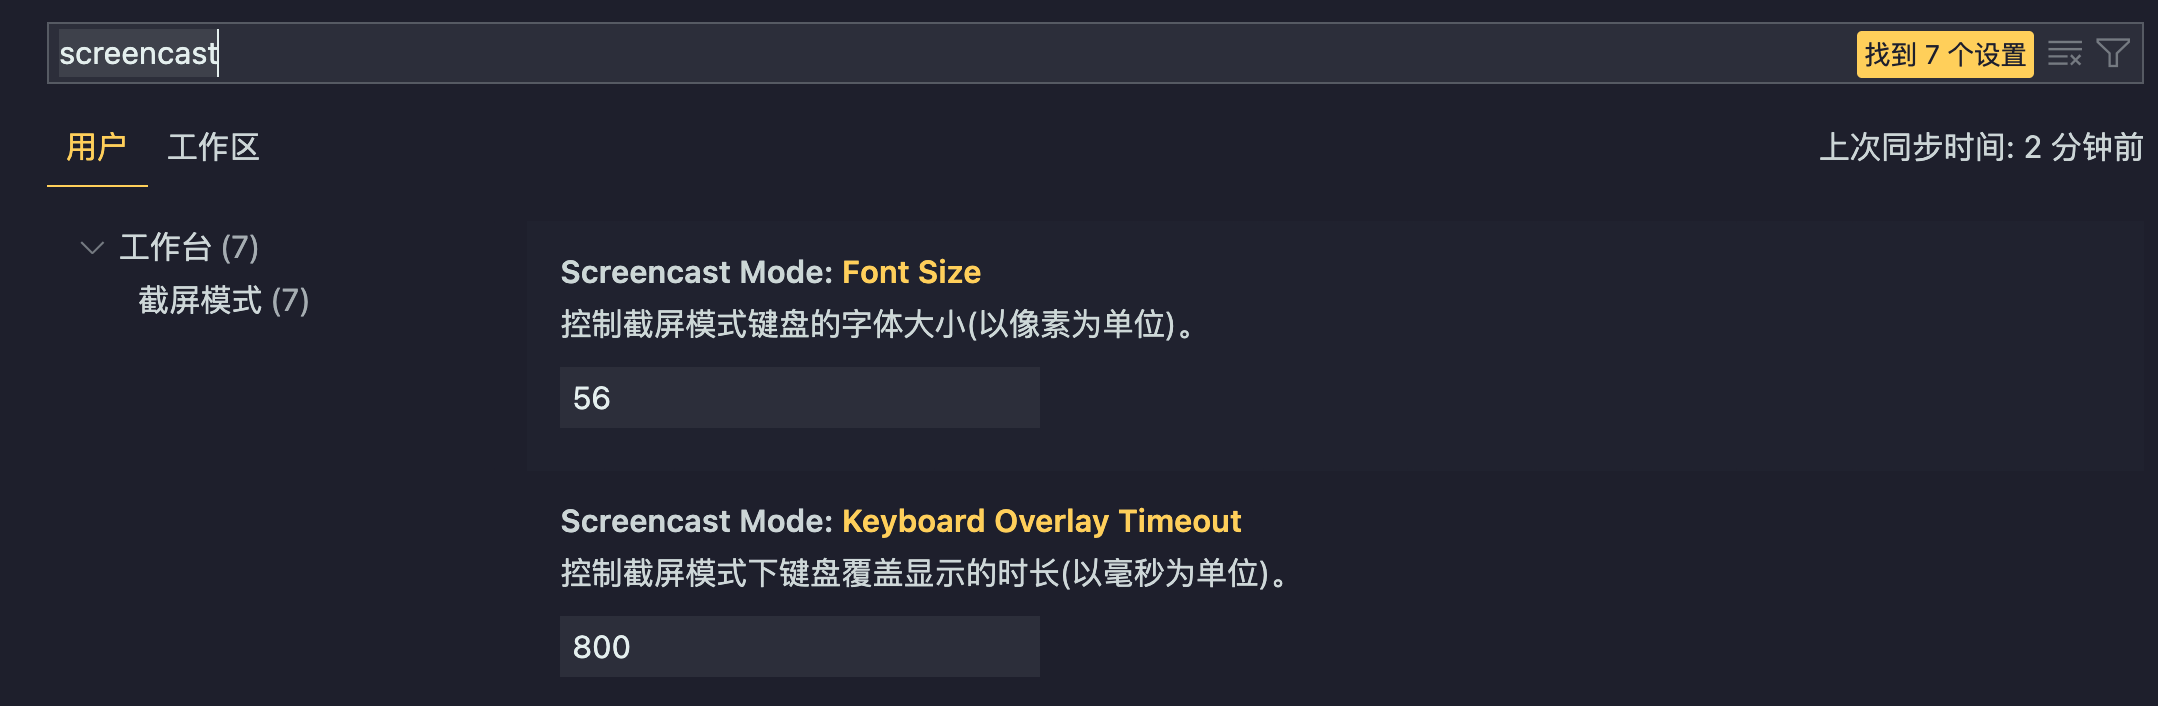 screencast
找到 7 个设置
用户 工作区
上次同步时间: 2 分钟前
工作台 (7)
截屏模式 (7)
Screencast Mode: Font Size
控制截屏模式键盘的字体大小(以像素为单位)。
56
Screencast Mode: Keyboard Overlay Timeout
控制截屏模式下键盘覆盖显示的时长(以毫秒为单位)。
800